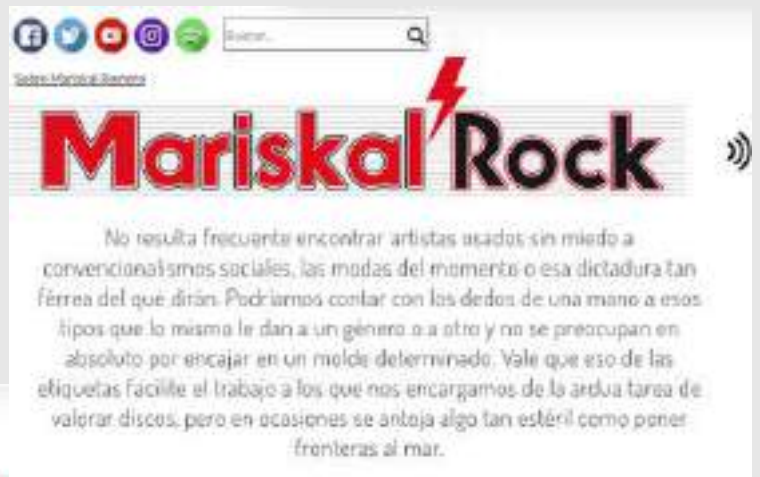 Buscar...
Sobre Mariskal Romero
Mariskal Rock
No resulta frecuente encontrar artistas osados sin miedo a
convencionalismos sociales, las modas del momento o esa dictadura tan
férrea del qué dirán. Podríamos contar con los dedos de una mano a esos
tipos que lo mismo le dan a un género o a otro y no se preocupan en
absoluto por encajar en un molde determinado. Vale que eso de las
etiquetas facilite el trabajo a los que nos encargamos de la ardua tarea de
valorar discos, pero en ocasiones se antoja algo tan estéril como poner
fronteras al mar.